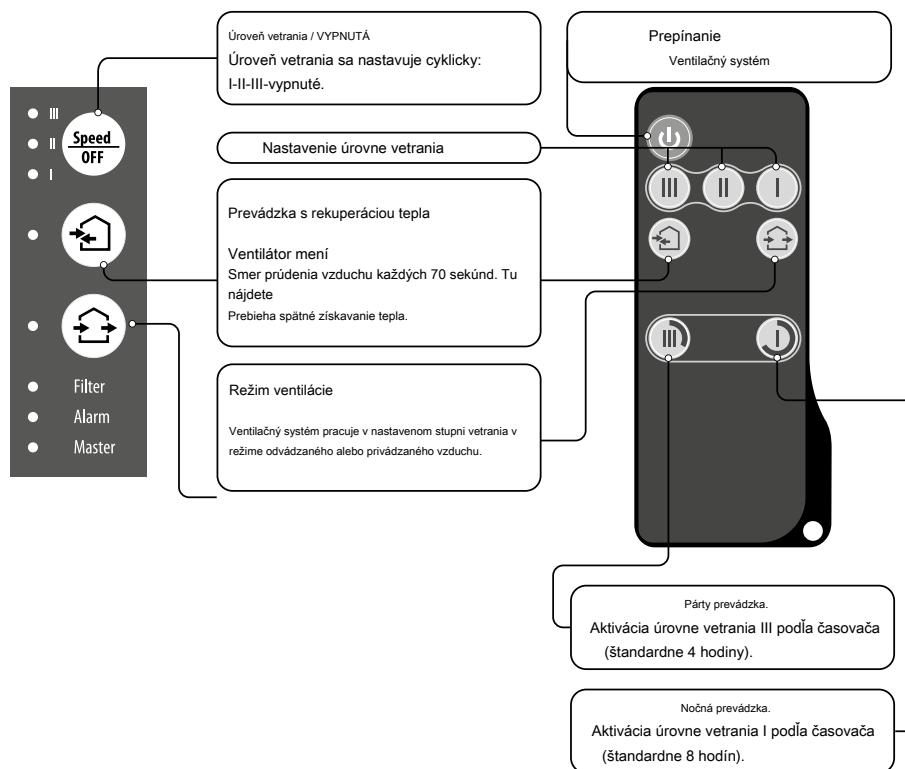 Úroveň vetrania / VYPNUTÁ
Úroveň vetrania sa nastavuje cyklicky:
I-II-III-vypnuté.
Prepínanie
Ventilačný systém
III
II
I
Speed
OFF
Filter
Alarm
Master
Nastavenie úrovne vetrania
Prevádzka s rekuperáciou tepla
Ventilátor mení
Smer prúdenia vzduchu každých 70 sekúnd. Tu
nájdete
Prebieha spätné získavanie tepla.
Režim ventilácie
Ventilačný systém pracuje v nastavenom stupni vetrania v
režime odvádzaného alebo privádzaného vzduchu.
III II I
III I
Párty prevádzka.
Aktivácia úrovne vetrania III podľa časovača
(štandardne 4 hodiny).
Nočná prevádzka.
Aktivácia úrovne vetrania I podľa časovača
(štandardne 8 hodín).